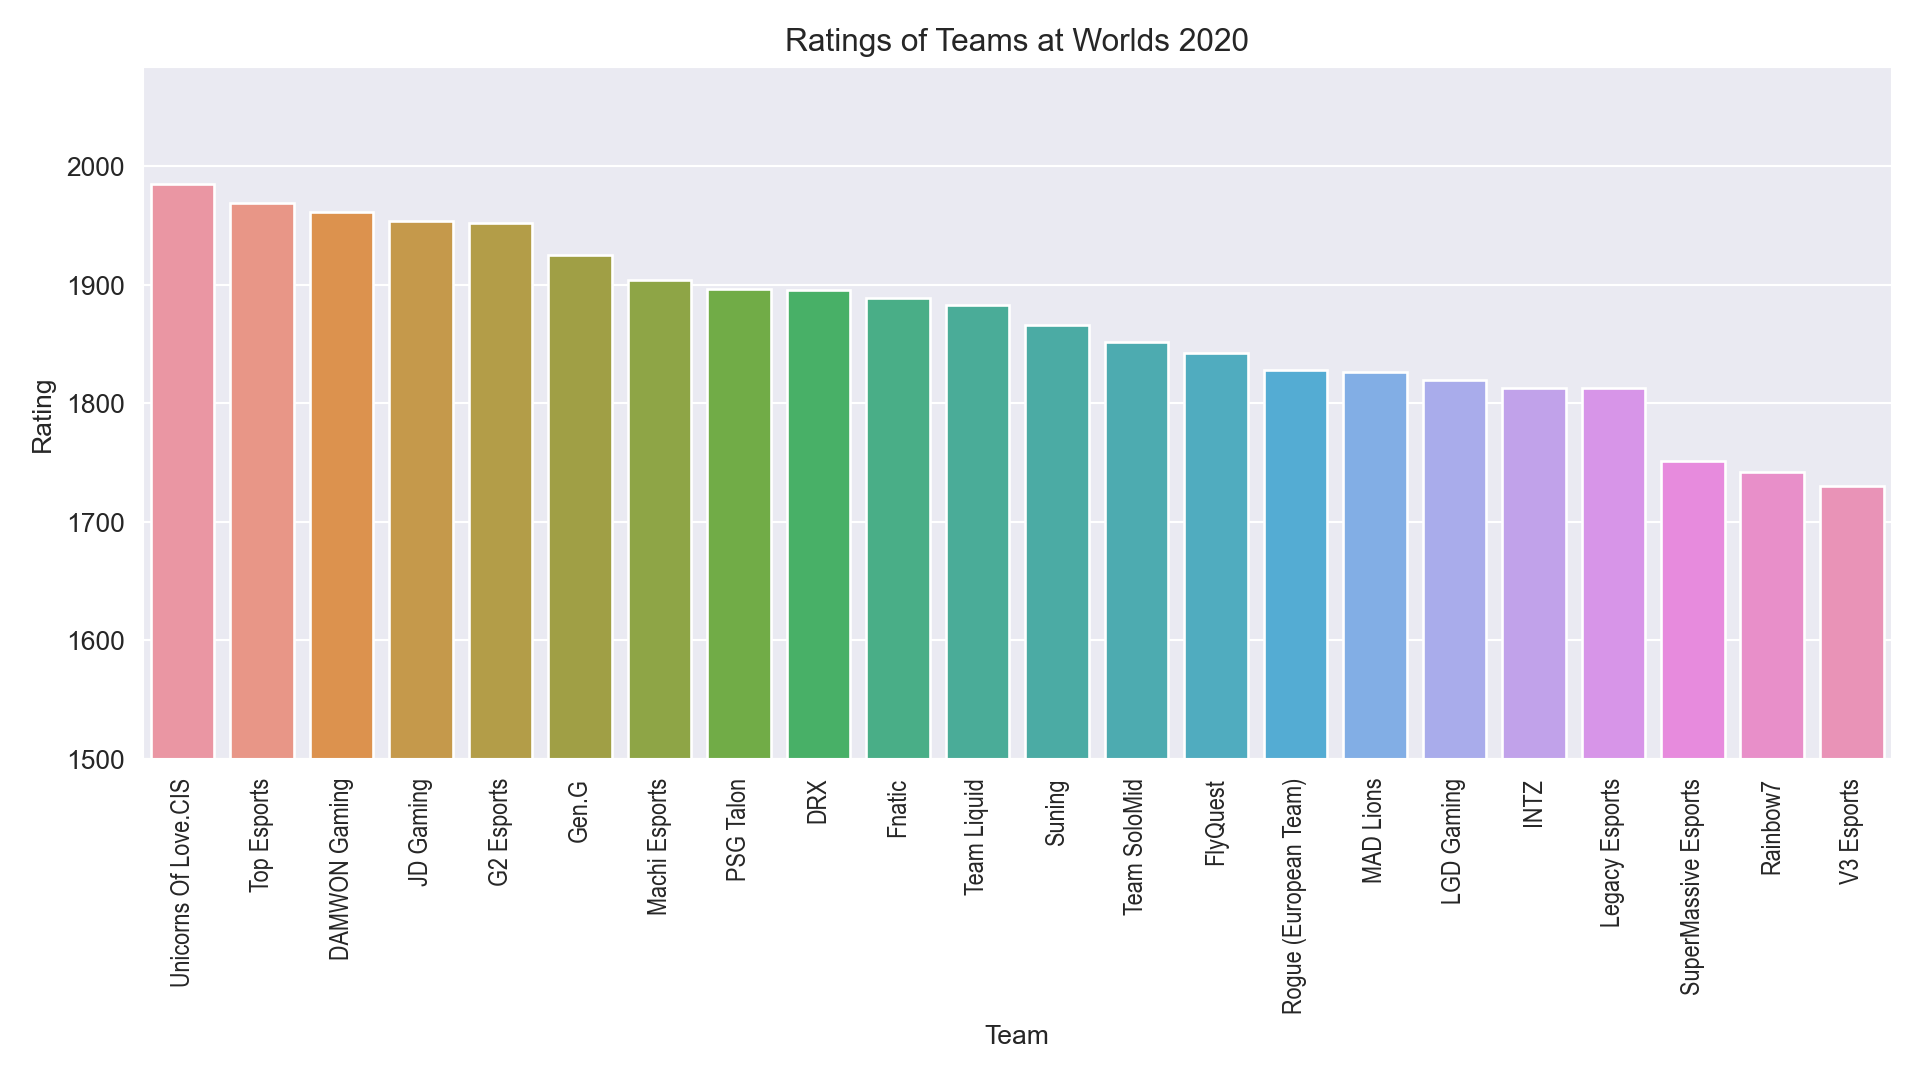 Ratings of Teams at Worlds 2020
Rating
2000
1900
1800
1700
1600
1500
Unicorns Of Love.CIS
Top Esports
DAMWON Gaming
JD Gaming
G2 Esports
Gen.G
Machi Esports
PSG Talon
DRX
Fnatic
Team Liquid
Suning
Team SoloMid
FlyQuest
Rogue (European Team)
MAD Lions
LGD Gaming
INTZ
Legacy Esports
SuperMassive Esports
Rainbow7
V3 Esports
Team